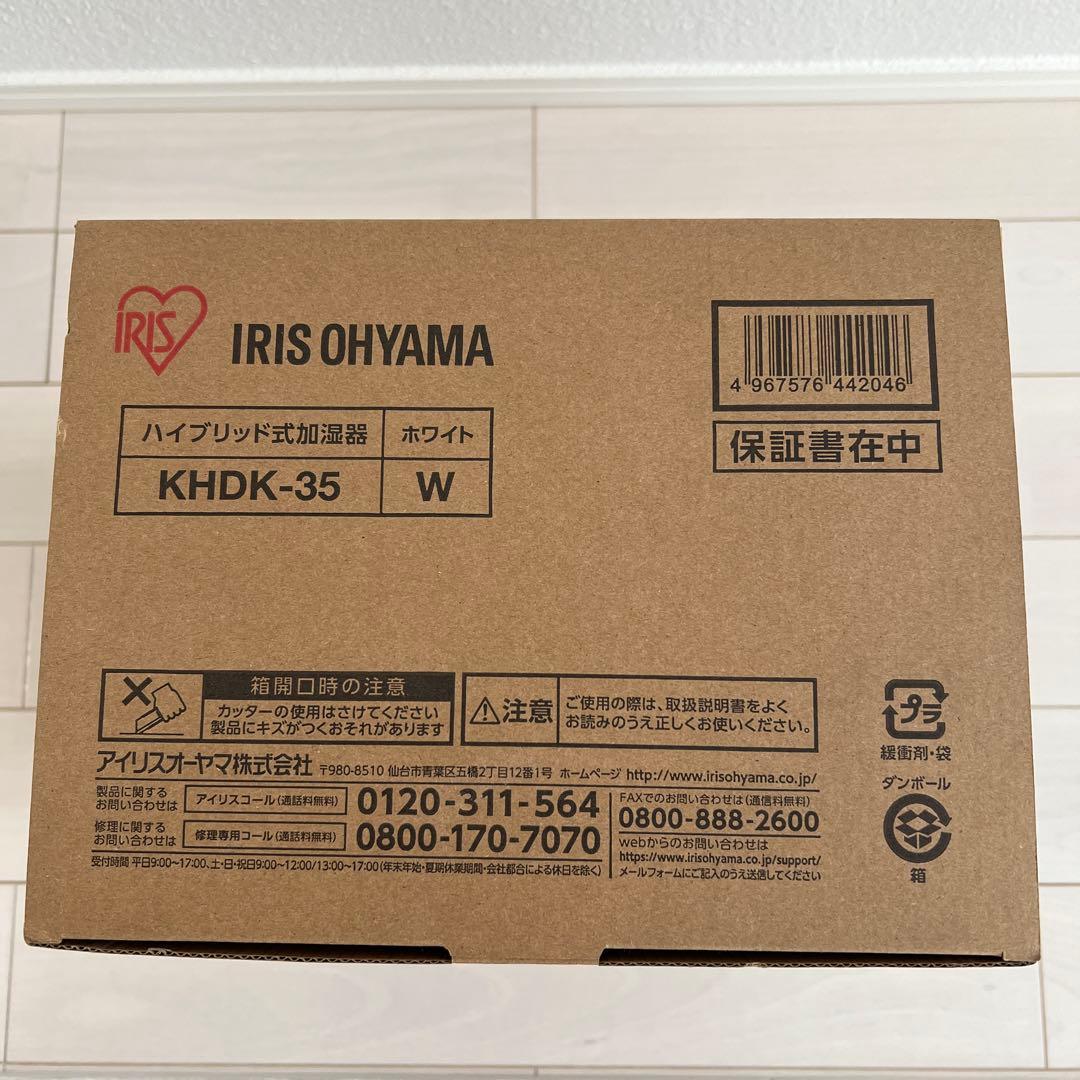 IRIS
IRIS OHYAMA
4 967576 442046
保証書在中
ハイブリッド式加湿器 ホワイト
KHDK-35 W
箱開口時の注意
カッターの使用はさけてください
製品にキズがつくおそれがあります
注意
ご使用の際は、取扱説明書をよく
お読みのうえ正しくお使いください。
プラ
緩衝剤・袋
ダンボール
箱
アイリスオーヤマ株式会社 〒980-8510 仙台市青葉区五橋2丁目12番1号 ホームページ http://www.irisohyama.co.jp/
製品に関する
お問い合わせは
アイリスコール(通話料無料) 0120-311-564
修理に関する
お問い合わせは
修理専用コール(通話料無料) 0800-170-7070
受付時間 平日9:00〜17:00、土・日・祝日9:00〜12:00/13:00〜17:00(年末年始・夏期休業期間・会社都合による休日を除く)
FAXでのお問い合わせは(通信料無料)
0800-888-2600
webからのお問い合わせは
https://www.irisohyama.co.jp/support/
メールフォームにご記入のうえ送信してください